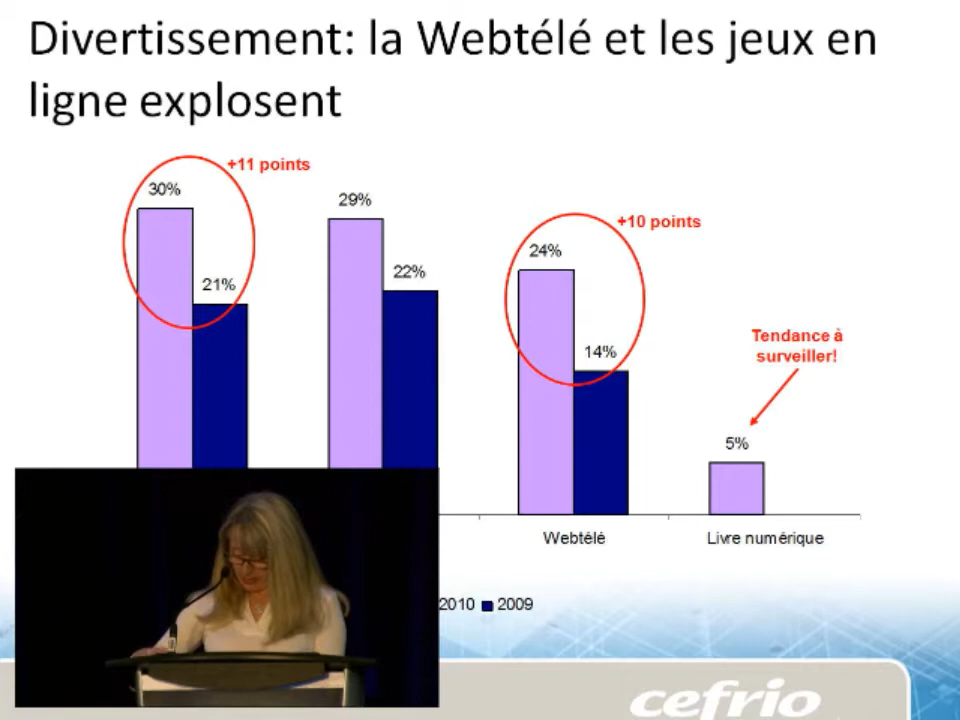 Divertissement: la Webtélé et les jeux en
ligne explosent
+11 points
30%
29%
+10 points
24%
22%
21%
Tendance à
surveiller!
14%
5%
Webtélé
Livre numérique
2010
2009
cefrio